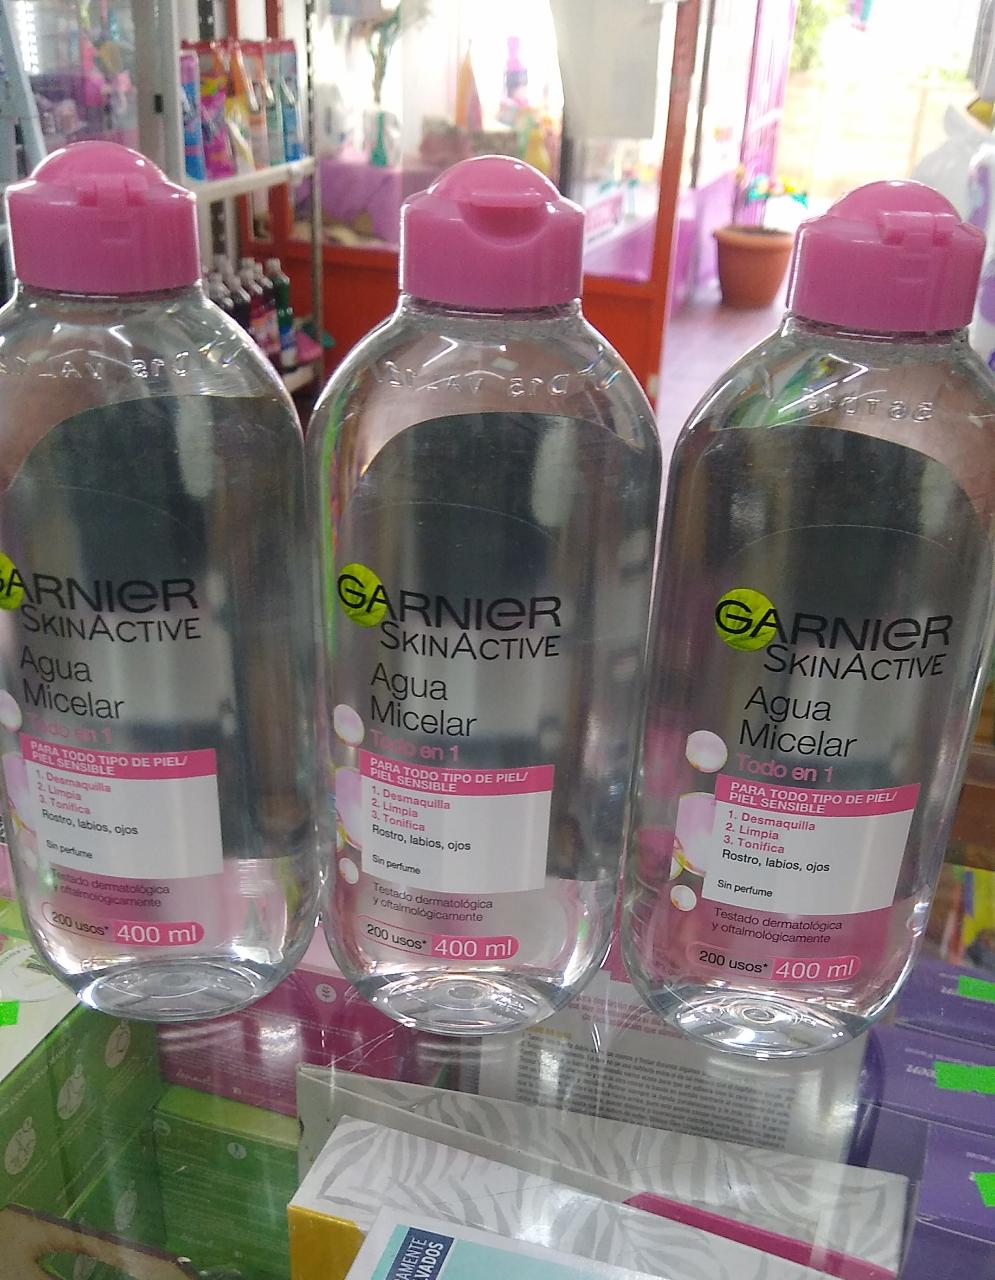 GARNIER
SKINACTIVE
Agua
Micelar
Todo en 1
PARA TODO TIPO DE PIEL/
PIEL SENSIBLE
1. Desmaquilla
2. Limpia
3. Tonifica
Rostro, labios, ojos
Sin perfume
Testado dermatológica
y oftalmológicamente
200 usos* 400 ml
GARNIER
SKINACTIVE
Agua
Micelar
Todo en 1
PARA TODO TIPO DE PIEL/
PIEL SENSIBLE
1. Desmaquilla
2. Limpia
3. Tonifica
Rostro, labios, ojos
Sin perfume
Testado dermatológica
y oftalmológicamente
200 usos* 400 ml
GARNIER
SKINACTIVE
Agua
Micelar
Todo en 1
PARA TODO TIPO DE PIEL/
PIEL SENSIBLE
1. Desmaquilla
2. Limpia
3. Tonifica
Rostro, labios, ojos
Sin perfume
Testado dermatológica
y oftalmológicamente
200 usos* 400 ml